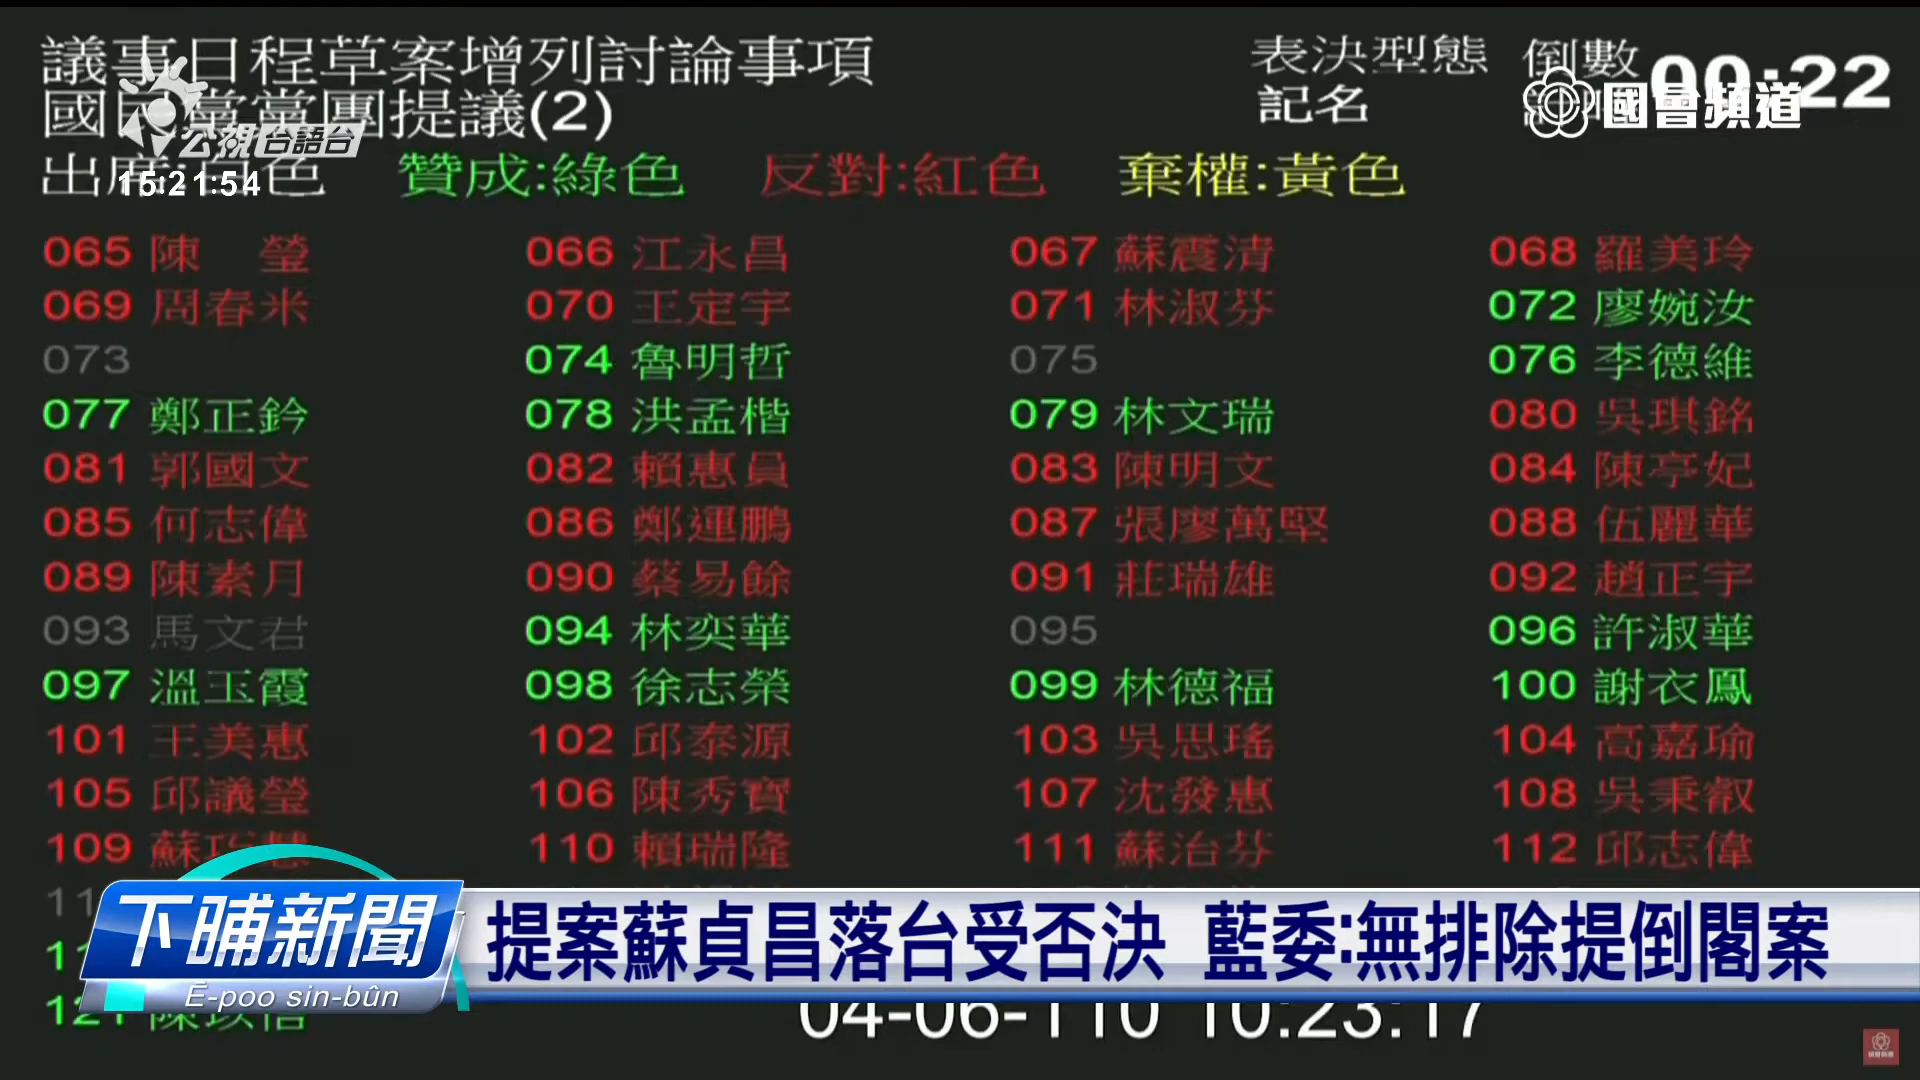 議事日程草案增列討論事項
國民黨黨團提議(2)
表決型態 倒數
記名
00:22
國會頻道
公視台語台
15:21:54
出席: 色 贊成:綠色 反對:紅色 棄權:黃色
065 陳 瑩 066 江永昌 067 蘇震清 068 羅美玲
069 周春米 070 王定宇 071 林淑芬 072 廖婉汝
073 074 魯明哲 075 076 李德維
077 鄭正鈐 078 洪孟楷 079 林文瑞 080 吳琪銘
081 郭國文 082 賴惠員 083 陳明文 084 陳亭妃
085 何志偉 086 鄭運鵬 087 張廖萬堅 088 伍麗華
089 陳素月 090 蔡易餘 091 莊瑞雄 092 趙正宇
093 馬文君 094 林奕華 095 096 許淑華
097 溫玉霞 098 徐志榮 099 林德福 100 謝衣鳳
101 王美惠 102 邱泰源 103 吳思瑤 104 高嘉瑜
105 邱議瑩 106 陳秀寶 107 沈發惠 108 吳秉叡
109 蘇巧慧 110 賴瑞隆 111 蘇治芬 112 邱志偉
下晡新聞
Ē-poo sin-bûn
提案蘇貞昌落台受否決 藍委:無排除提倒閣案
121
04-06-110 10:23:17